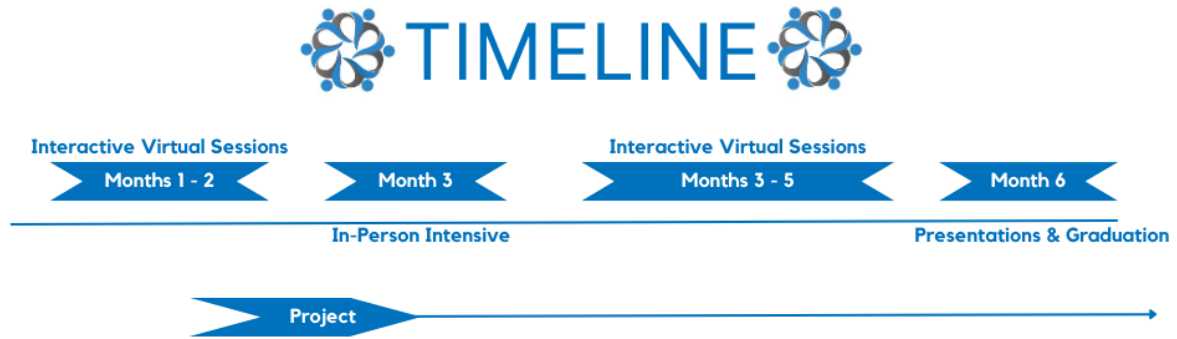 TIMELINE
Interactive Virtual Sessions
Months 1 - 2
Month 3
In-Person Intensive
Interactive Virtual Sessions
Months 3 - 5
Month 6
Presentations & Graduation
Project